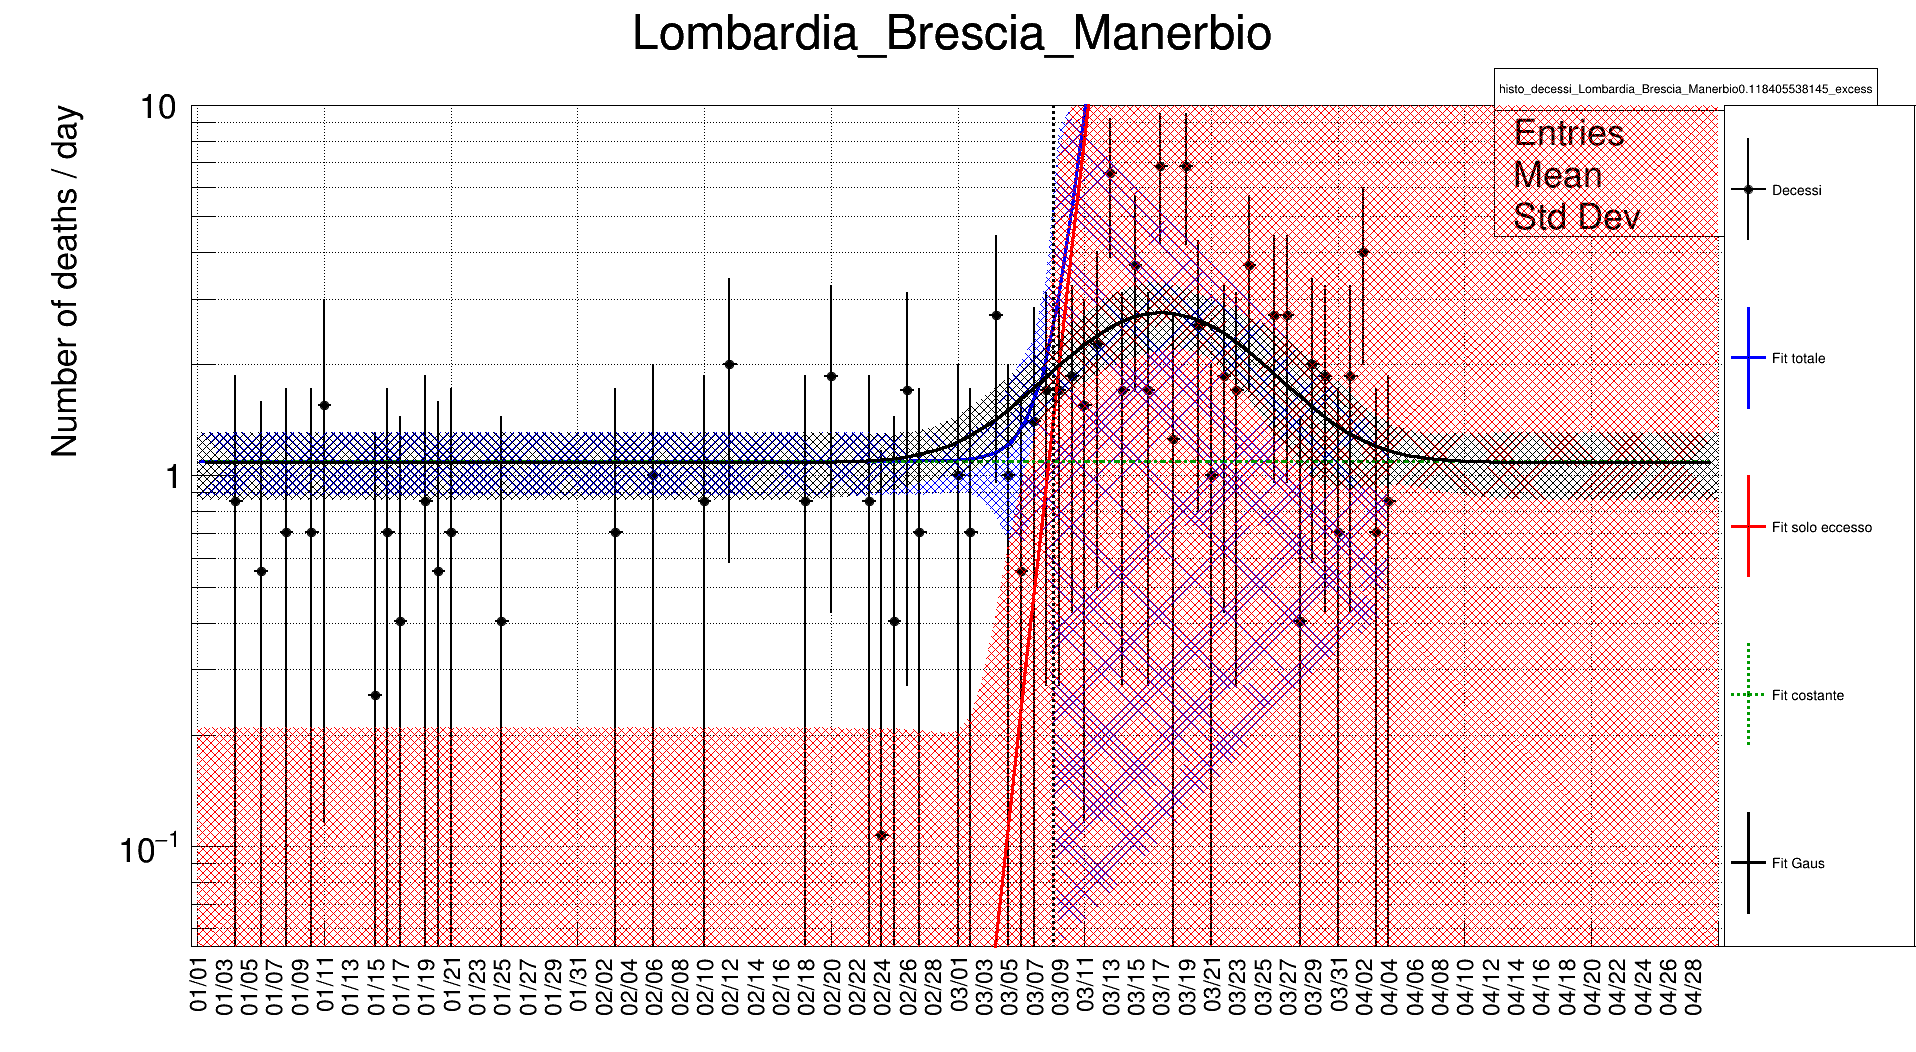 Lombardia_Brescia_Manerbio
histo_decessi_Lombardia_Brescia_Manerbio0.118405538145_excess
Entries
Mean
Std Dev
Number of deaths / day
10
1
10−1
Decessi
Fit totale
Fit solo eccesso
Fit costante
Fit Gaus
01/01 01/03 01/05 01/07 01/09 01/11 01/13 01/15 01/17 01/19 01/21 01/23 01/25 01/27 01/29 01/31 02/02 02/04 02/06 02/08 02/10 02/12 02/14 02/16 02/18 02/20 02/22 02/24 02/26 02/28 03/01 03/03 03/05 03/07 03/09 03/11 03/13 03/15 03/17 03/19 03/21 03/23 03/25 03/27 03/29 03/31 04/02 04/04 04/06 04/08 04/10 04/12 04/14 04/16 04/18 04/20 04/22 04/24 04/26 04/28